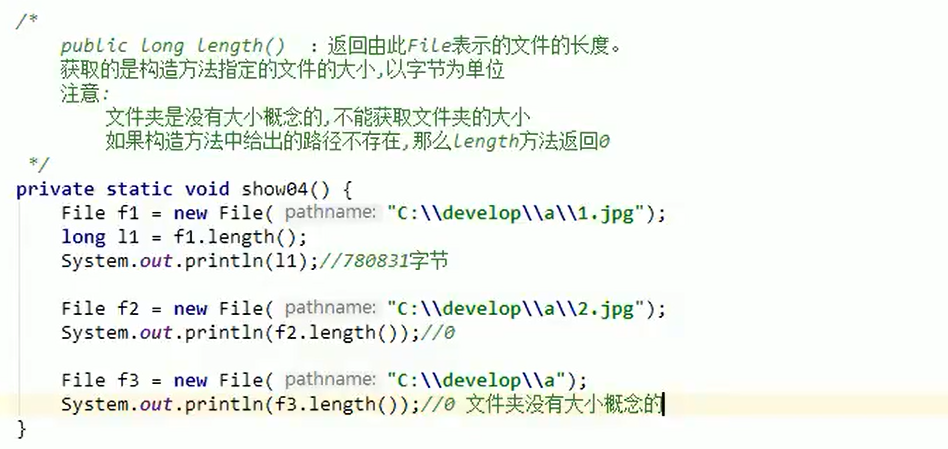 /*
public long length()  : 返回由此File表示的文件的长度。
获取的是构造方法指定的文件的大小,以字节为单位
注意:
文件夹是没有大小概念的,不能获取文件夹的大小
如果构造方法中给出的路径不存在,那么length方法返回0
*/
private static void show04() {
File f1 = new File( pathname: "C:\\develop\\a\\1.jpg");
long l1 = f1.length();
System.out.println(l1);//780831字节
File f2 = new File( pathname: "C:\\develop\\a\\2.jpg");
System.out.println(f2.length());//0
File f3 = new File( pathname: "C:\\develop\\a");
System.out.println(f3.length());//0 文件夹没有大小概念的
}